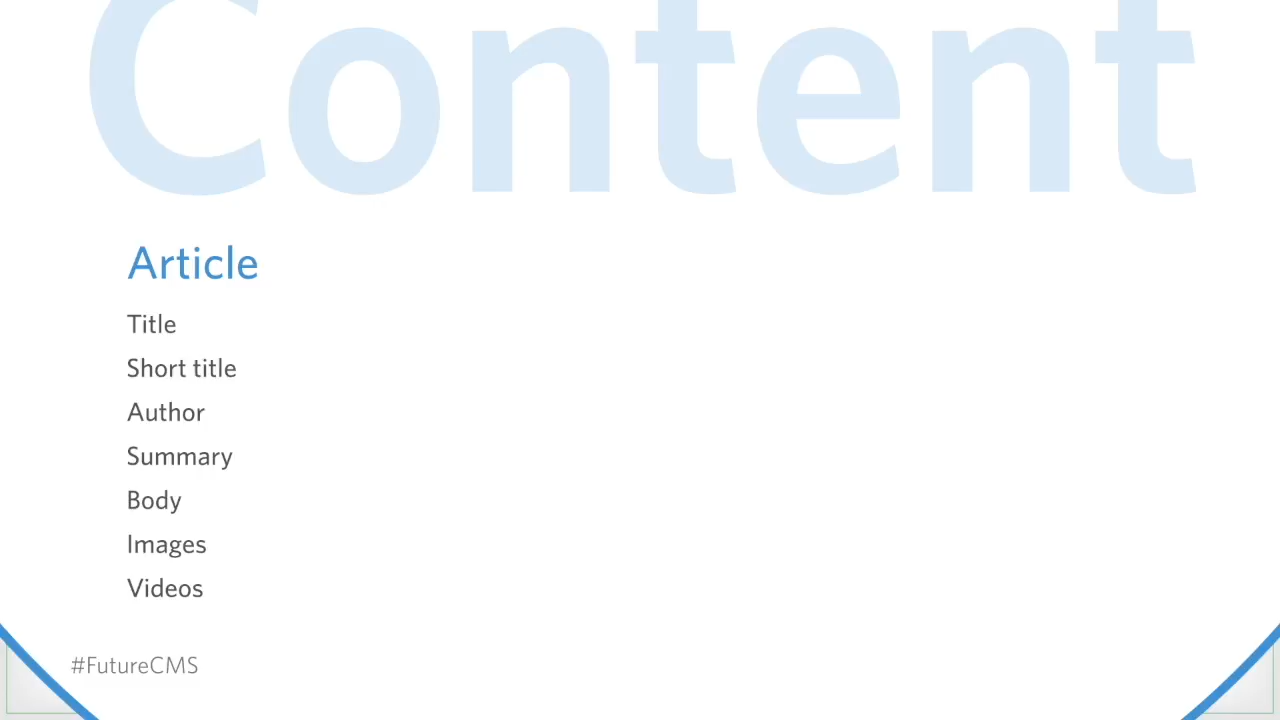 Content
Article
Title
Short title
Author
Summary
Body
Images
Videos
#FutureCMS